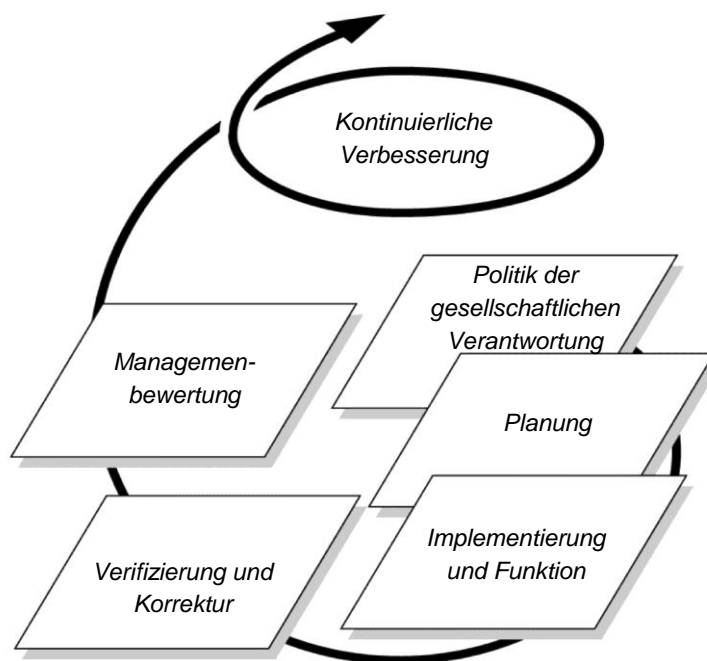 Kontinuierliche
Verbesserung
Politik der
gesellschaftlichen
Verantwortung
Managemen-
bewertung
Planung
Implementierung
und Funktion
Verifizierung und
Korrektur